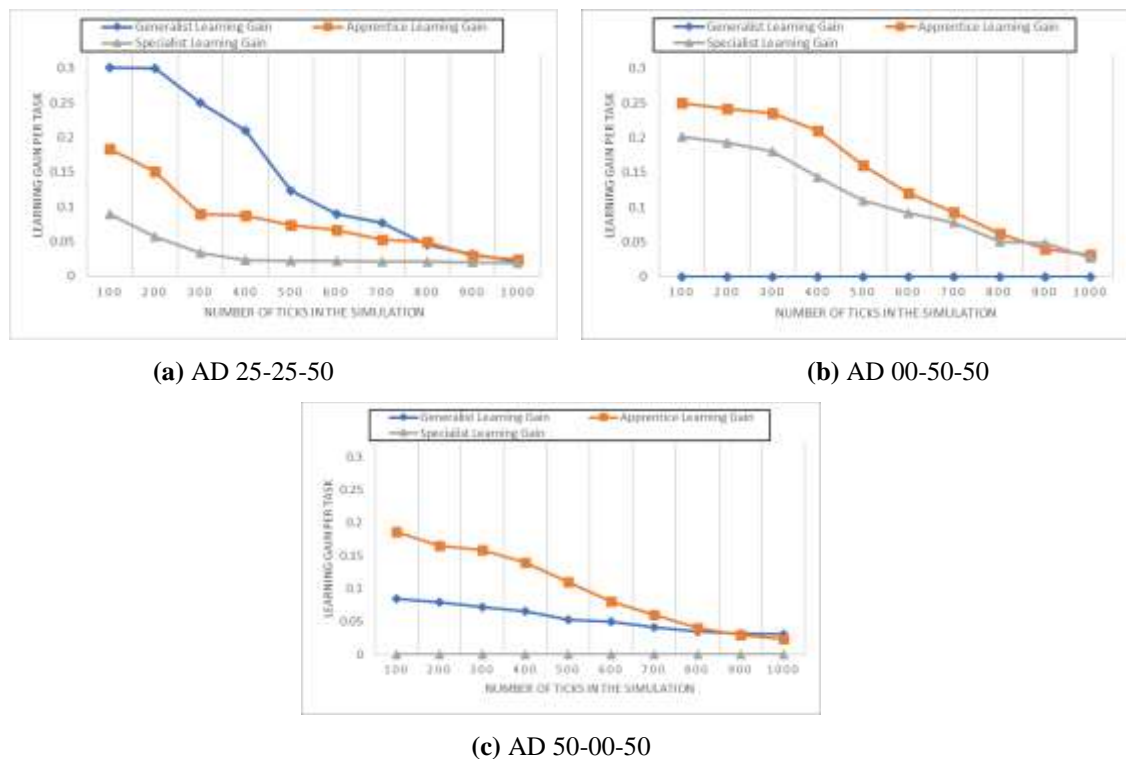 Generalist Learning Gain Apprentice Learning Gain
Specialist Learning Gain
LEARNING GAIN PER TASK
0.3
0.25
0.2
0.15
0.1
0.05
0
100 200 300 400 500 600 700 800 900 1000
NUMBER OF TICKS IN THE SIMULATION
(a) AD 25-25-50
Generalist Learning Gain Apprentice Learning Gain
Specialist Learning Gain
LEARNING GAIN PER TASK
0.3
0.25
0.2
0.15
0.1
0.05
0
100 200 300 400 500 600 700 800 900 1000
NUMBER OF TICKS IN THE SIMULATION
(b) AD 00-50-50
Generalist Learning Gain Apprentice Learning Gain
Specialist Learning Gain
LEARNING GAIN PER TASK
0.3
0.25
0.2
0.15
0.1
0.05
0
100 200 300 400 500 600 700 800 900 1000
NUMBER OF TICKS IN THE SIMULATION
(c) AD 50-00-50